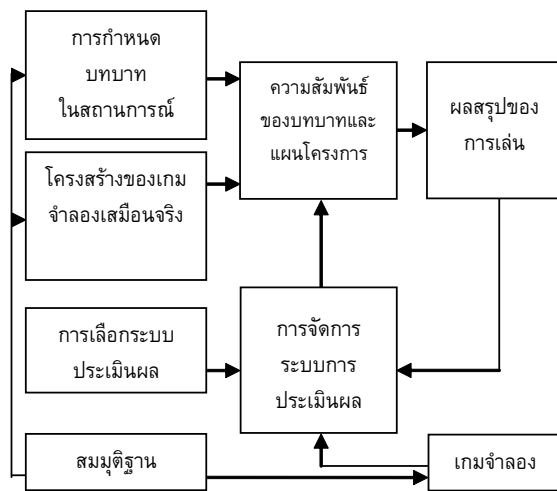 การกำหนด
บทบาท
ในสถานการณ์
ความสัมพันธ์
ของบทบาทและ
แผนโครงการ
ผลสรุปของ
การเล่น
โครงสร้างของเกม
จำลองเสมือนจริง
การเลือกระบบ
ประเมินผล
การจัดการ
ระบบการ
ประเมินผล
สมมุติฐาน
เกมจำลอง